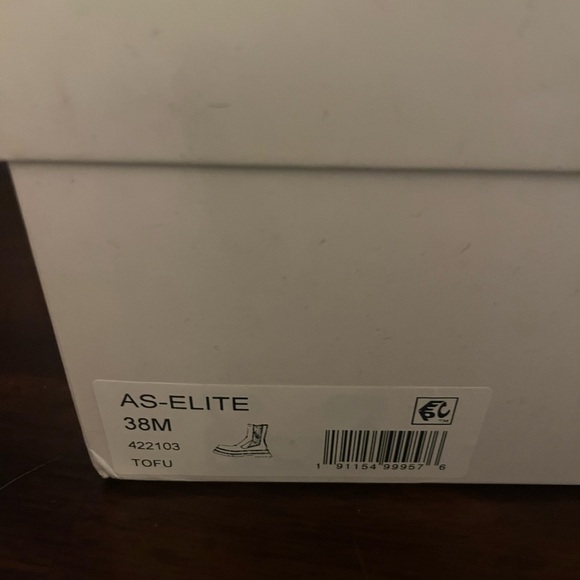 AS-ELITE
38M
422103
TOFU
1 91154 99957 6